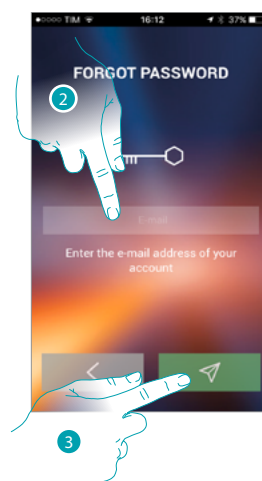 TIM 16:12 37%
FORGOT PASSWORD
2
E-mail
Enter the e-mail address of your
account
3